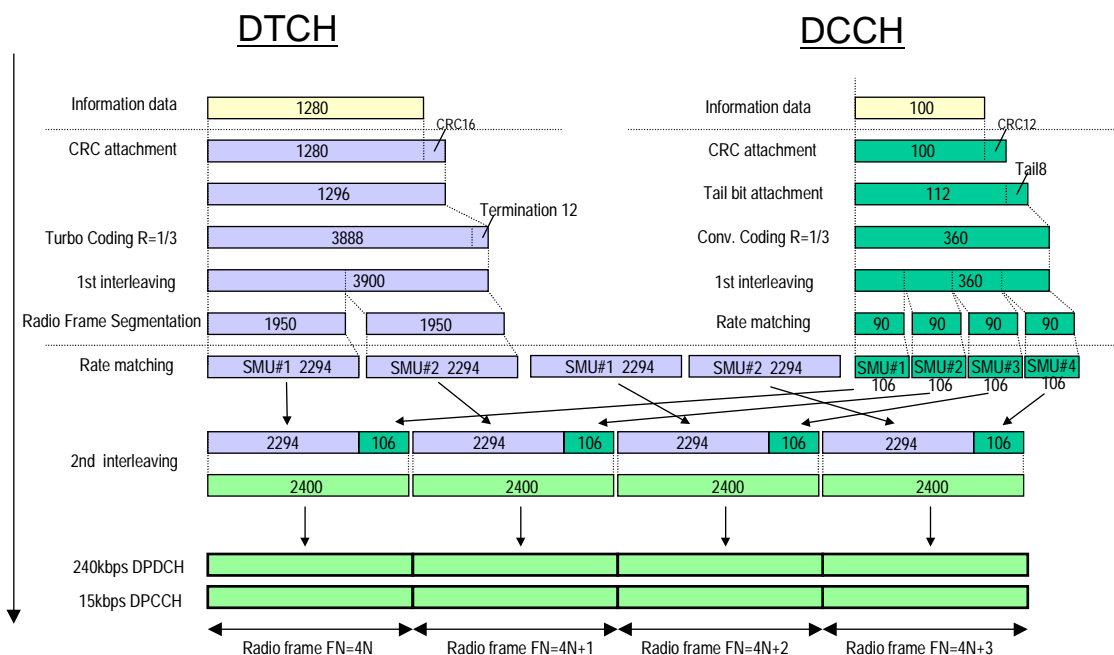 DTCH DCCH
Information data 1280 Information data 100
CRC16 CRC12
CRC attachment 1280 CRC attachment 100
Tail8
1296 Tail bit attachment 112
Termination 12
Turbo Coding R=1/3 3888 Conv. Coding R=1/3 360
1st interleaving 3900 1st interleaving 360
Radio Frame Segmentation 1950 1950 Rate matching 90 90 90 90
Rate matching SMU#1 2294 SMU#2 2294 SMU#1 2294 SMU#2 2294 SMU#1 SMU#2 SMU#3 SMU#4
106 106 106 106
2294 106 2294 106 2294 106 2294 106
2nd interleaving
2400 2400 2400 2400
240kbps DPDCH
15kbps DPCCH
Radio frame FN=4N Radio frame FN=4N+1 Radio frame FN=4N+2 Radio frame FN=4N+3